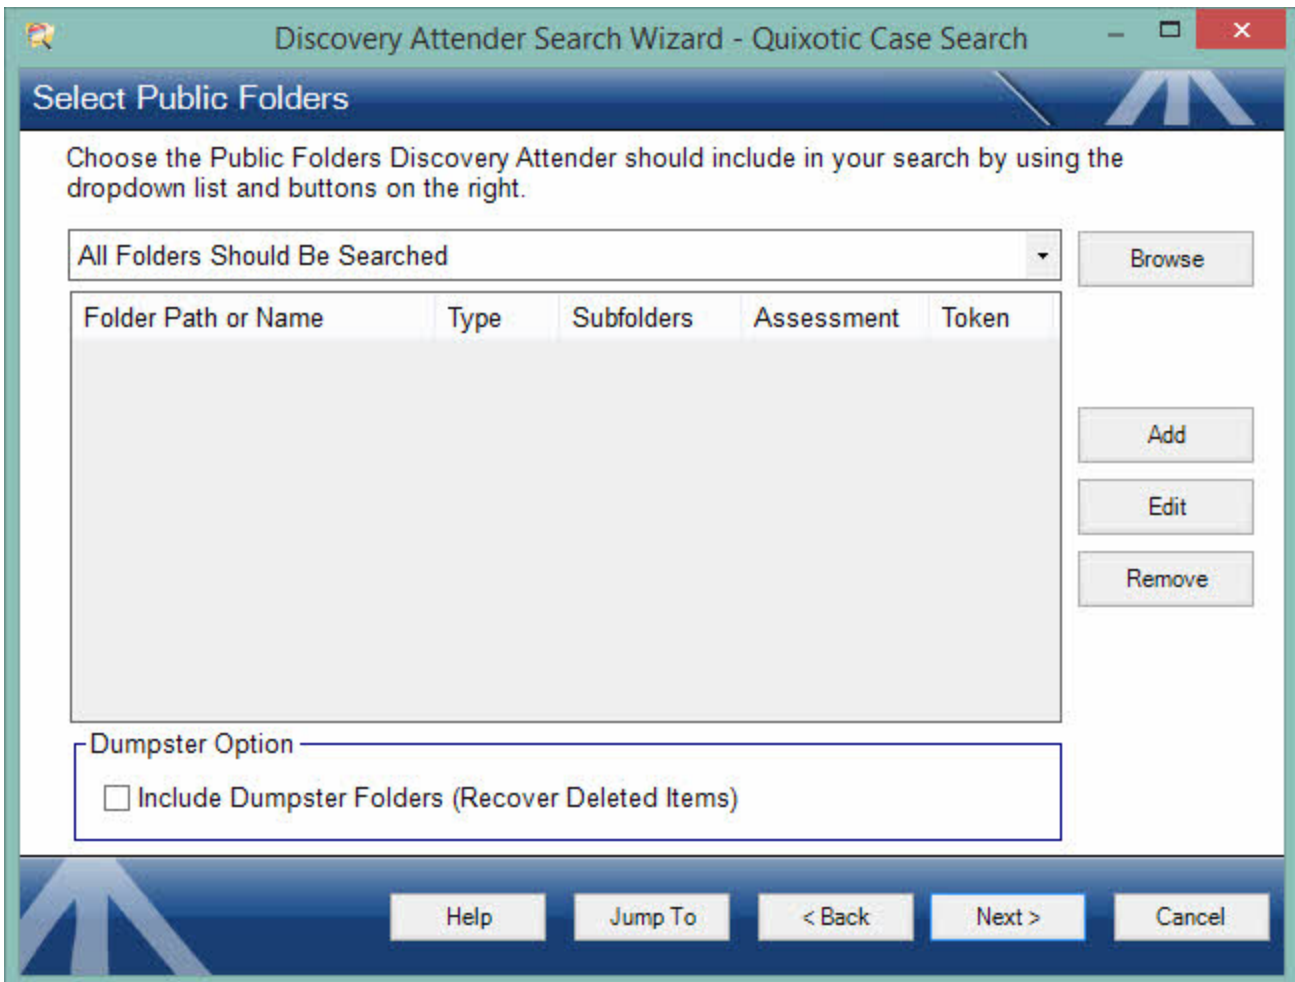 Discovery Attender Search Wizard - Quixotic Case Search
Select Public Folders
Choose the Public Folders Discovery Attender should include in your search by using the
dropdown list and buttons on the right.
All Folders Should Be Searched
Browse
Folder Path or Name Type Subfolders Assessment Token
Add
Edit
Remove
Dumpster Option
Include Dumpster Folders (Recover Deleted Items)
Help Jump To < Back Next > Cancel